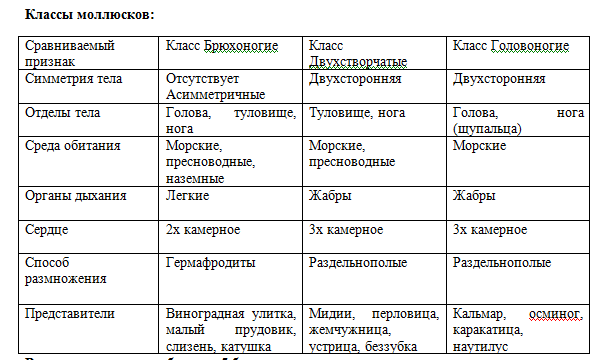 Классы моллюсков:
Сравниваемый признак Класс Брюхоногие Класс Двухстворчатые Класс Головоногие
Симметрия тела Отсутствует Асимметричные Двухсторонняя Двухсторонняя
Отделы тела Голова, туловище, нога Туловище, нога Голова, нога (щупальца)
Среда обитания Морские, пресноводные, наземные Морские, пресноводные Морские
Органы дыхания Легкие Жабры Жабры
Сердце 2х камерное 3х камерное 3х камерное
Способ размножения Гермафродиты Раздельнополые Раздельнополые
Представители Виноградная улитка, малый прудовик, слизень, катушка Мидии, перловица, жемчужница, устрица, беззубка Кальмар, осминог, каракатица, наутилус